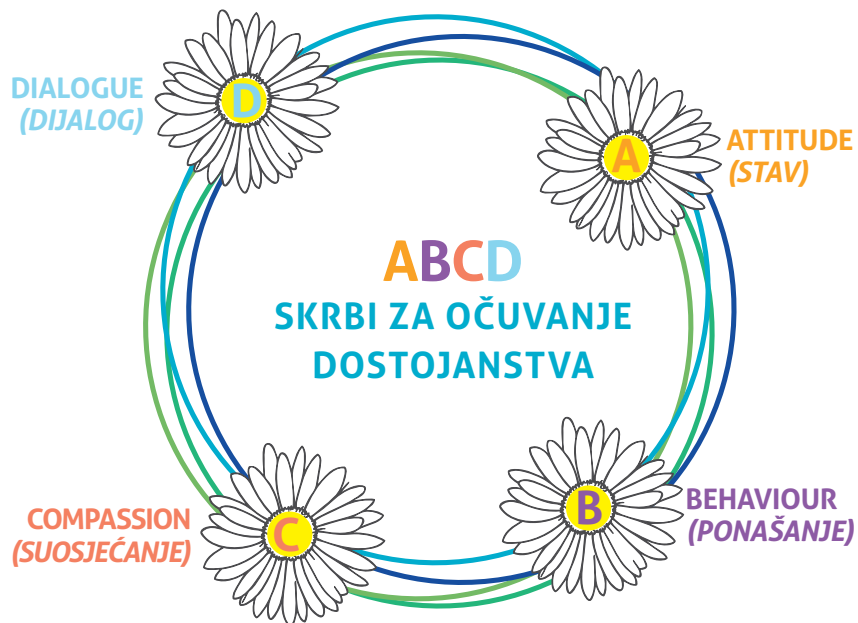 D
DIALOGUE
(DIJALOG)
A
ATTITUDE
(STAV)
ABCD
SKRBI ZA OČUVANJE
DOSTOJANSTVA
C
COMPASSION
(SUOSJEĆANJE)
B
BEHAVIOUR
(PONAŠANJE)